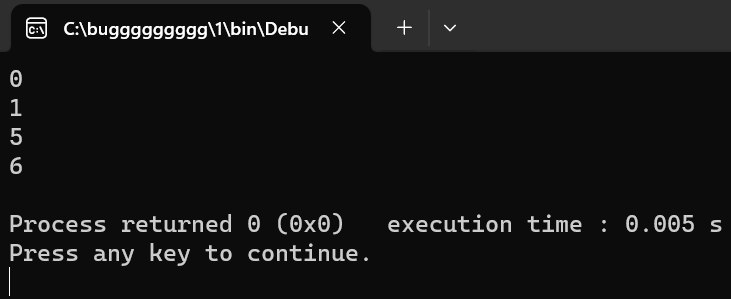 C:\bugggggggggg\1\bin\Debu
0
1
5
6
Process returned 0 (0x0)   execution time : 0.005 s
Press any key to continue.